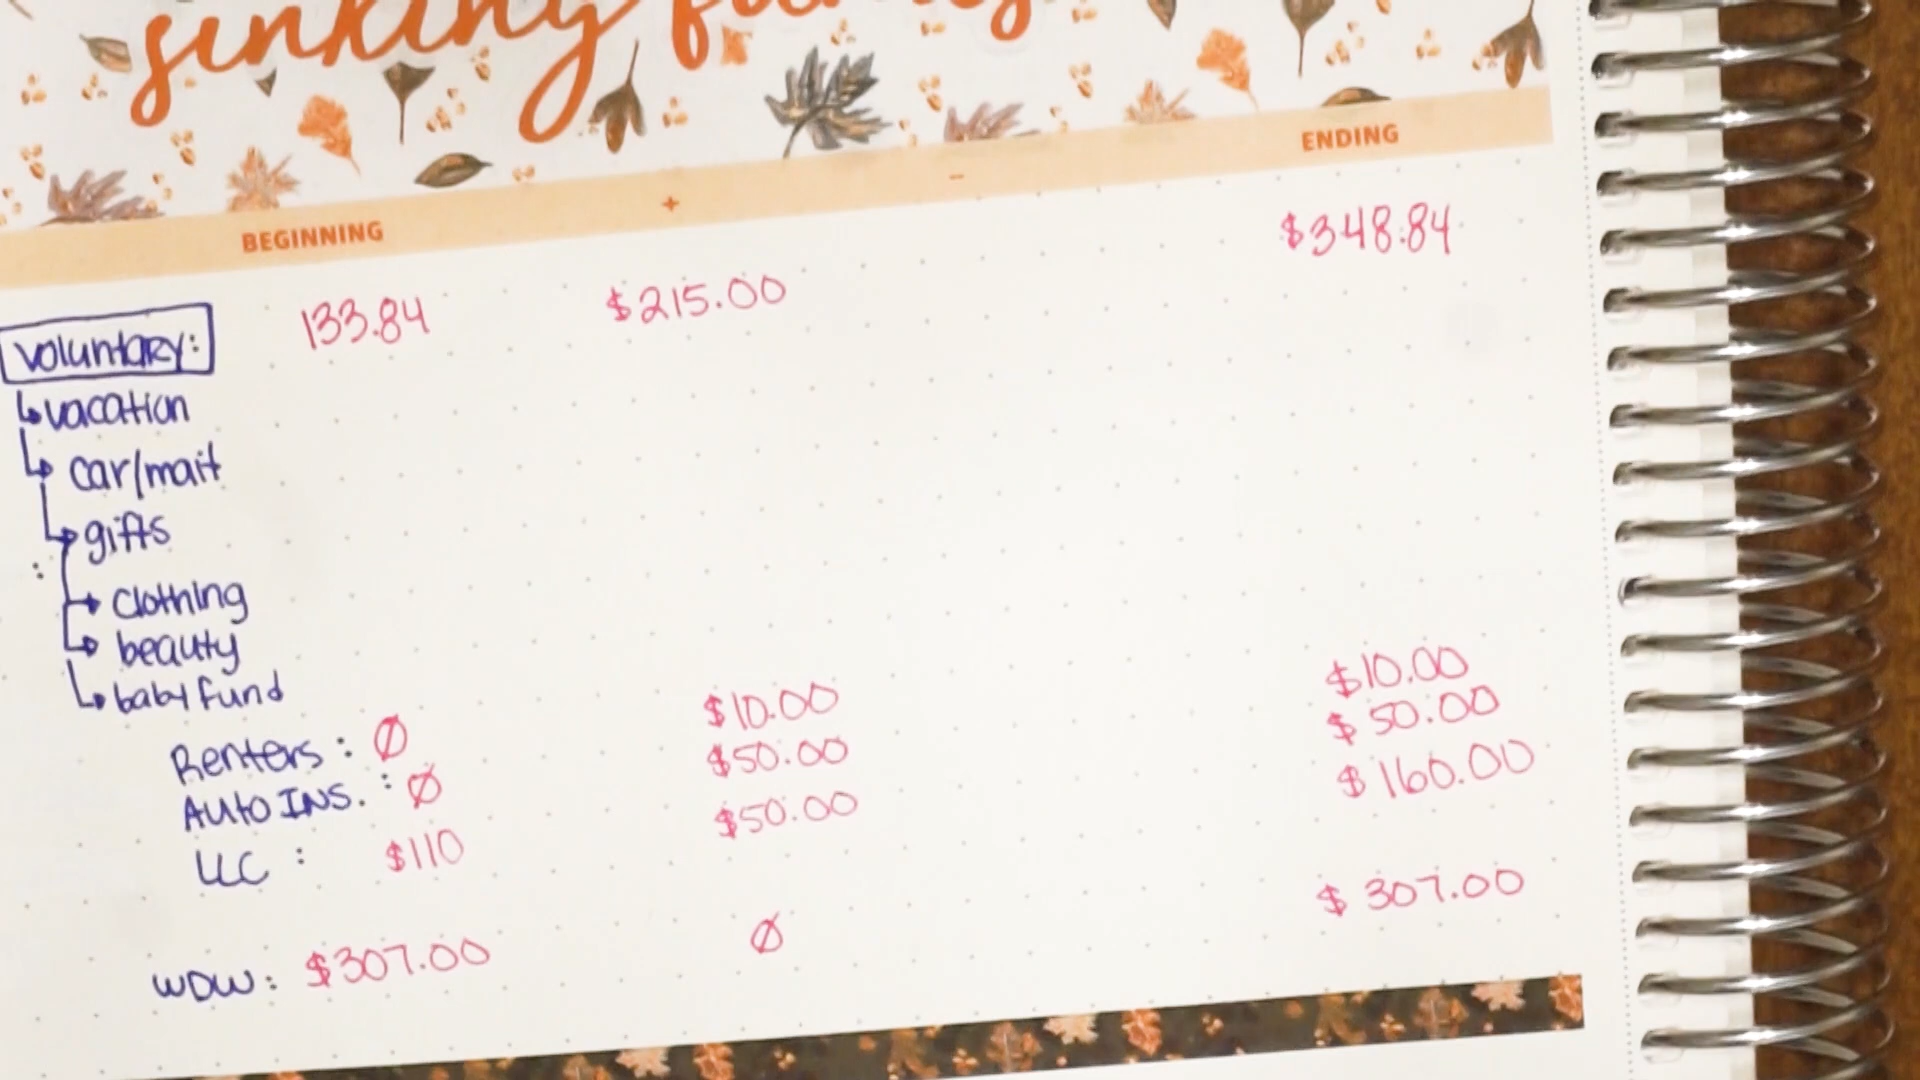 sinking funds
BEGINNING + - ENDING
voluntary: 133.84 $215.00 $348.84
vacation
car/mait
gifts
:
clothing
beauty
baby fund
Renters: Ø $10.00 $10.00
Auto INS.: Ø $50.00 $50.00
LLC: $110 $50.00 $160.00
WDW: $307.00 Ø $307.00